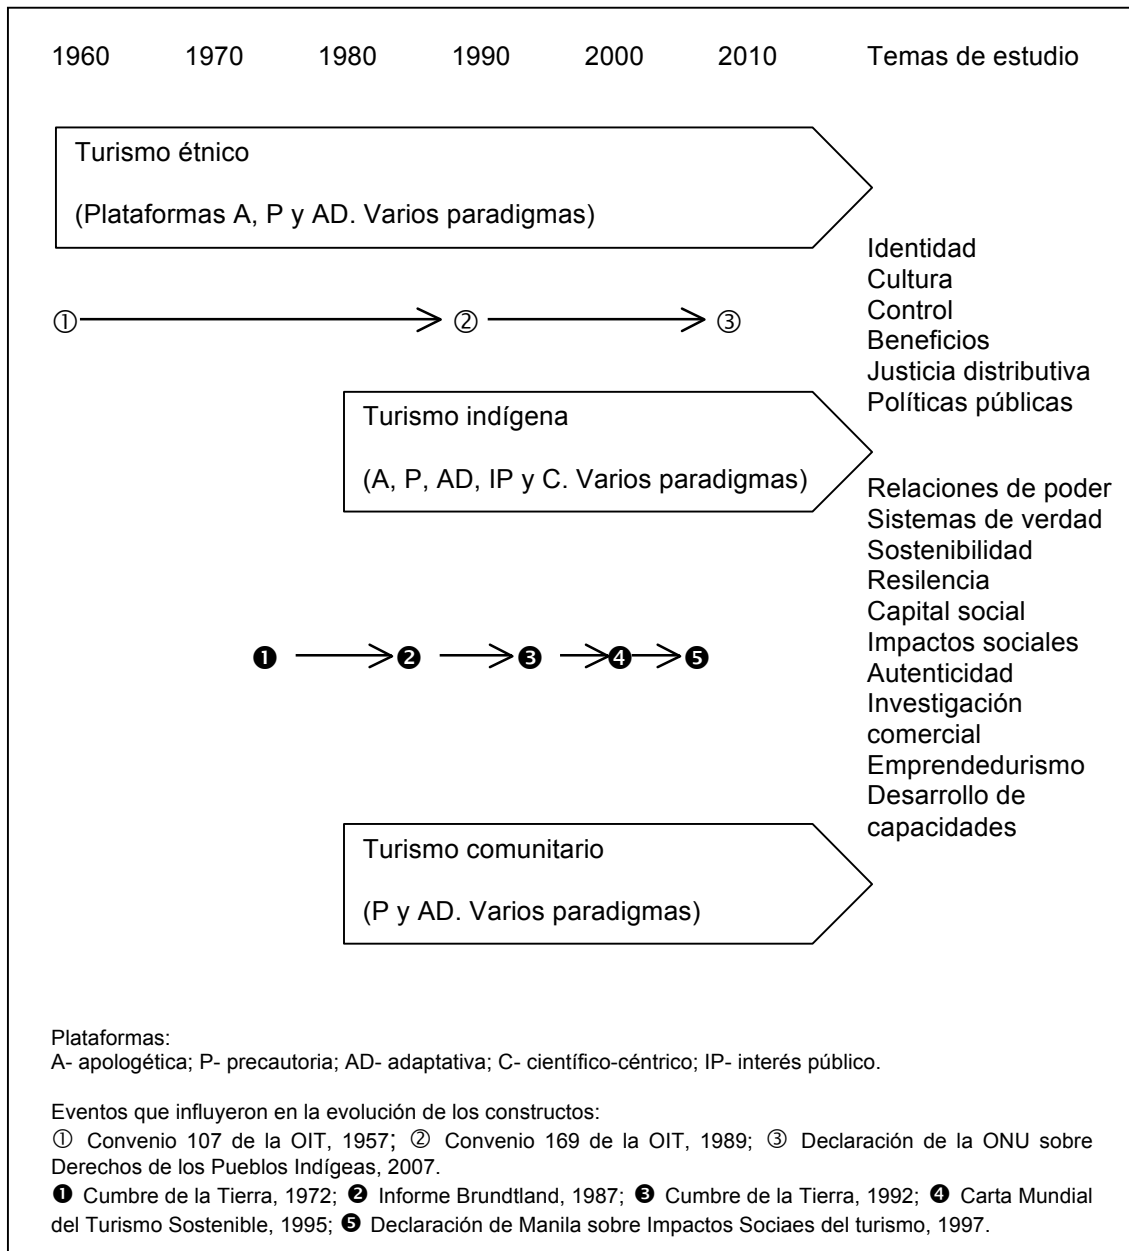 1960 1970 1980 1990 2000 2010 Temas de estudio
Turismo étnico
(Plataformas A, P y AD. Varios paradigmas)
Identidad
Cultura
Control
① ② ③
Beneficios
Justicia distributiva
Políticas públicas
Turismo indígena
(A, P, AD, IP y C. Varios paradigmas)
Relaciones de poder
Sistemas de verdad
Sostenibilidad
Resilencia
Capital social
Impactos sociales
❶ ❷ ❸ ❹ ❺
Autenticidad
Investigación
comercial
Emprendedurismo
Desarrollo de
capacidades
Turismo comunitario
(P y AD. Varios paradigmas)
Plataformas:
A- apologética; P- precautoria; AD- adaptativa; C- científico-céntrico; IP- interés público.
Eventos que influyeron en la evolución de los constructos:
① Convenio 107 de la OIT, 1957; ② Convenio 169 de la OIT, 1989; ③ Declaración de la ONU sobre
Derechos de los Pueblos Indígeas, 2007.
❶ Cumbre de la Tierra, 1972; ❷ Informe Brundtland, 1987; ❸ Cumbre de la Tierra, 1992; ❹ Carta Mundial
del Turismo Sostenible, 1995; ❺ Declaración de Manila sobre Impactos Sociaes del turismo, 1997.